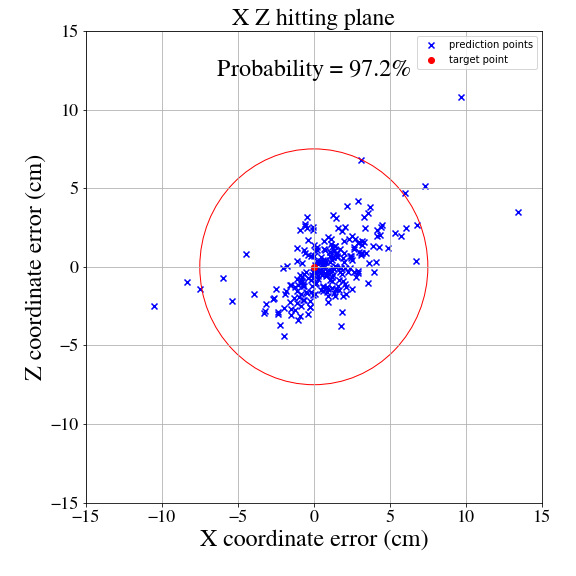 X Z hitting plane
prediction points
target point
Probability = 97.2%
15
10
5
0
−5
−10
−15
Z coordinate error (cm)
−15 −10 −5 0 5 10 15
X coordinate error (cm)